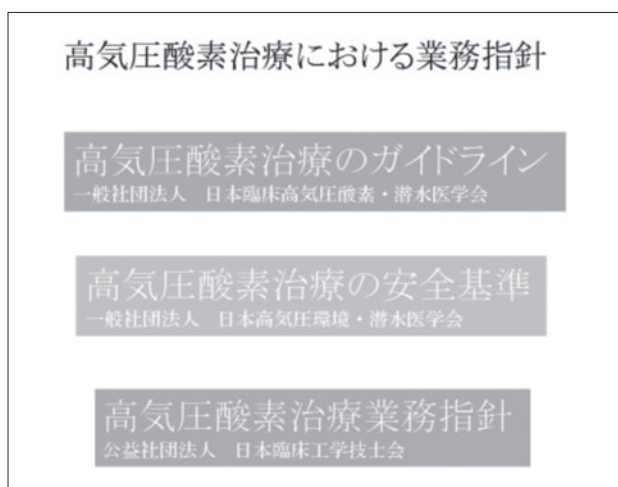 高気圧酸素治療における業務指針
高気圧酸素治療のガイドライン
一般社団法人　日本臨床高気圧酸素・潜水医学会
高気圧酸素治療の安全基準
一般社団法人　日本高気圧環境・潜水医学会
高気圧酸素治療業務指針
公益社団法人　日本臨床工学技士会